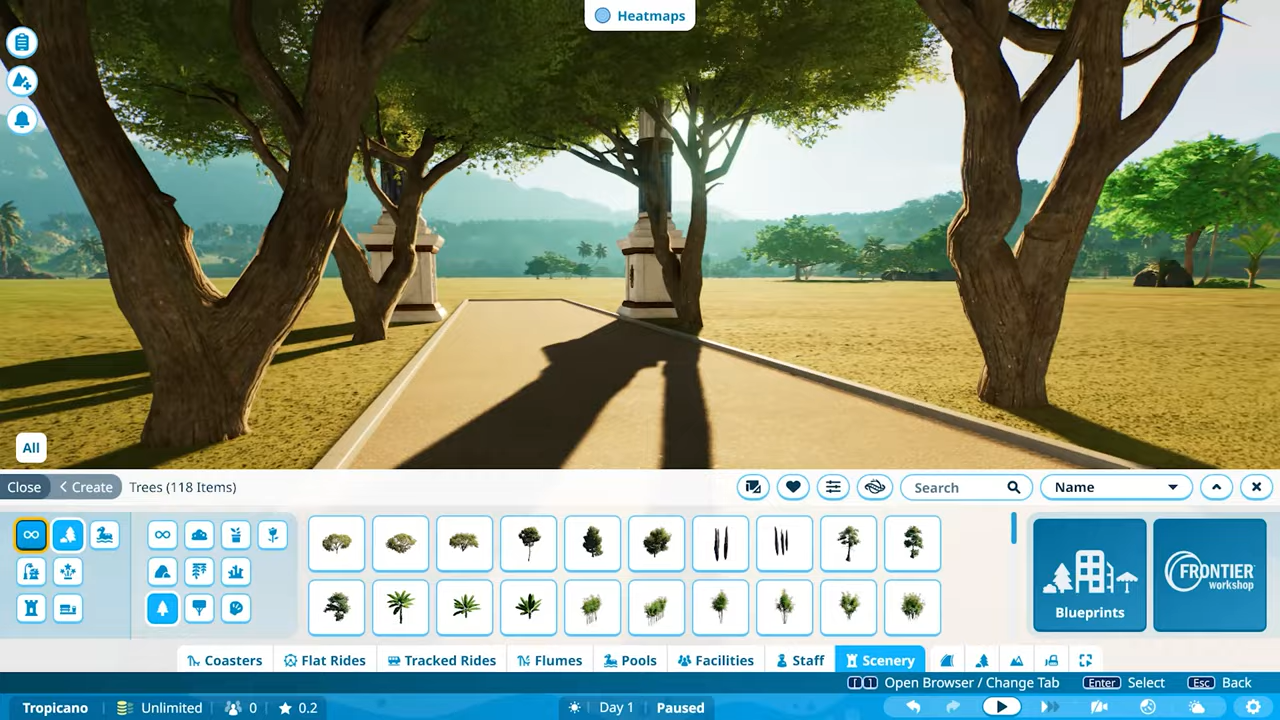 Heatmaps
All
Close
Create
Trees (118 Items)
Search
Name
Blueprints
FRONTIER
workshop
Coasters
Flat Rides
Tracked Rides
Flumes
Pools
Facilities
Staff
Scenery
[ ] Open Browser / Change Tab
Enter Select
Esc Back
Tropicano
Unlimited
0
0.2
Day 1
Paused